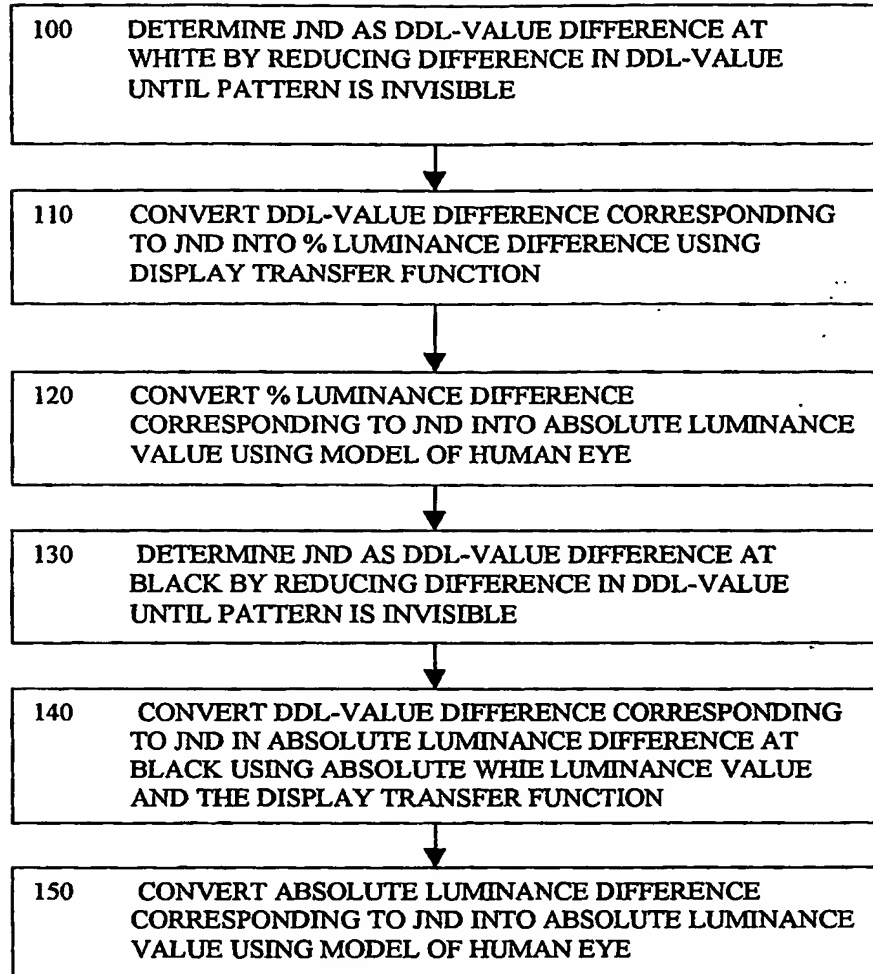 100 DETERMINE JND AS DDL-VALUE DIFFERENCE AT
WHITE BY REDUCING DIFFERENCE IN DDL-VALUE
UNTIL PATTERN IS INVISIBLE
110 CONVERT DDL-VALUE DIFFERENCE CORRESPONDING
TO JND INTO % LUMINANCE DIFFERENCE USING
DISPLAY TRANSFER FUNCTION
120 CONVERT % LUMINANCE DIFFERENCE
CORRESPONDING TO JND INTO ABSOLUTE LUMINANCE
VALUE USING MODEL OF HUMAN EYE
130 DETERMINE JND AS DDL-VALUE DIFFERENCE AT
BLACK BY REDUCING DIFFERENCE IN DDL-VALUE
UNTIL PATTERN IS INVISIBLE
140 CONVERT DDL-VALUE DIFFERENCE CORRESPONDING
TO JND IN ABSOLUTE LUMINANCE DIFFERENCE AT
BLACK USING ABSOLUTE WHIE LUMINANCE VALUE
AND THE DISPLAY TRANSFER FUNCTION
150 CONVERT ABSOLUTE LUMINANCE DIFFERENCE
CORRESPONDING TO JND INTO ABSOLUTE LUMINANCE
VALUE USING MODEL OF HUMAN EYE